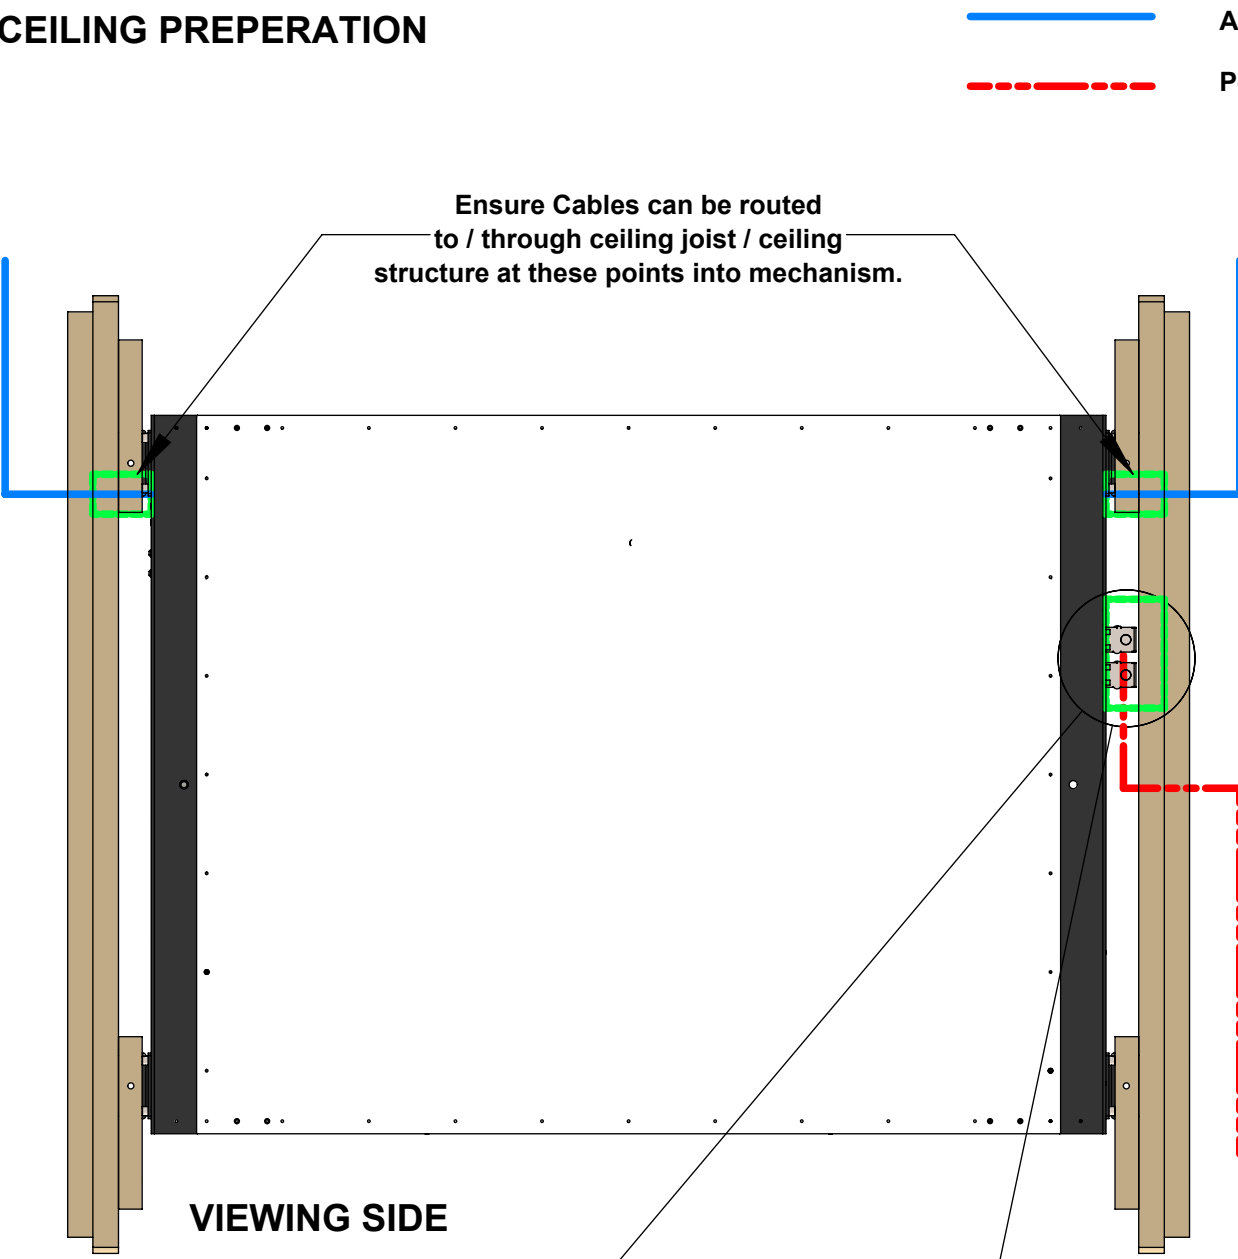 CEILING PREPERATION
A
P
Ensure Cables can be routed
to / through ceiling joist / ceiling
structure at these points into mechanism.
VIEWING SIDE